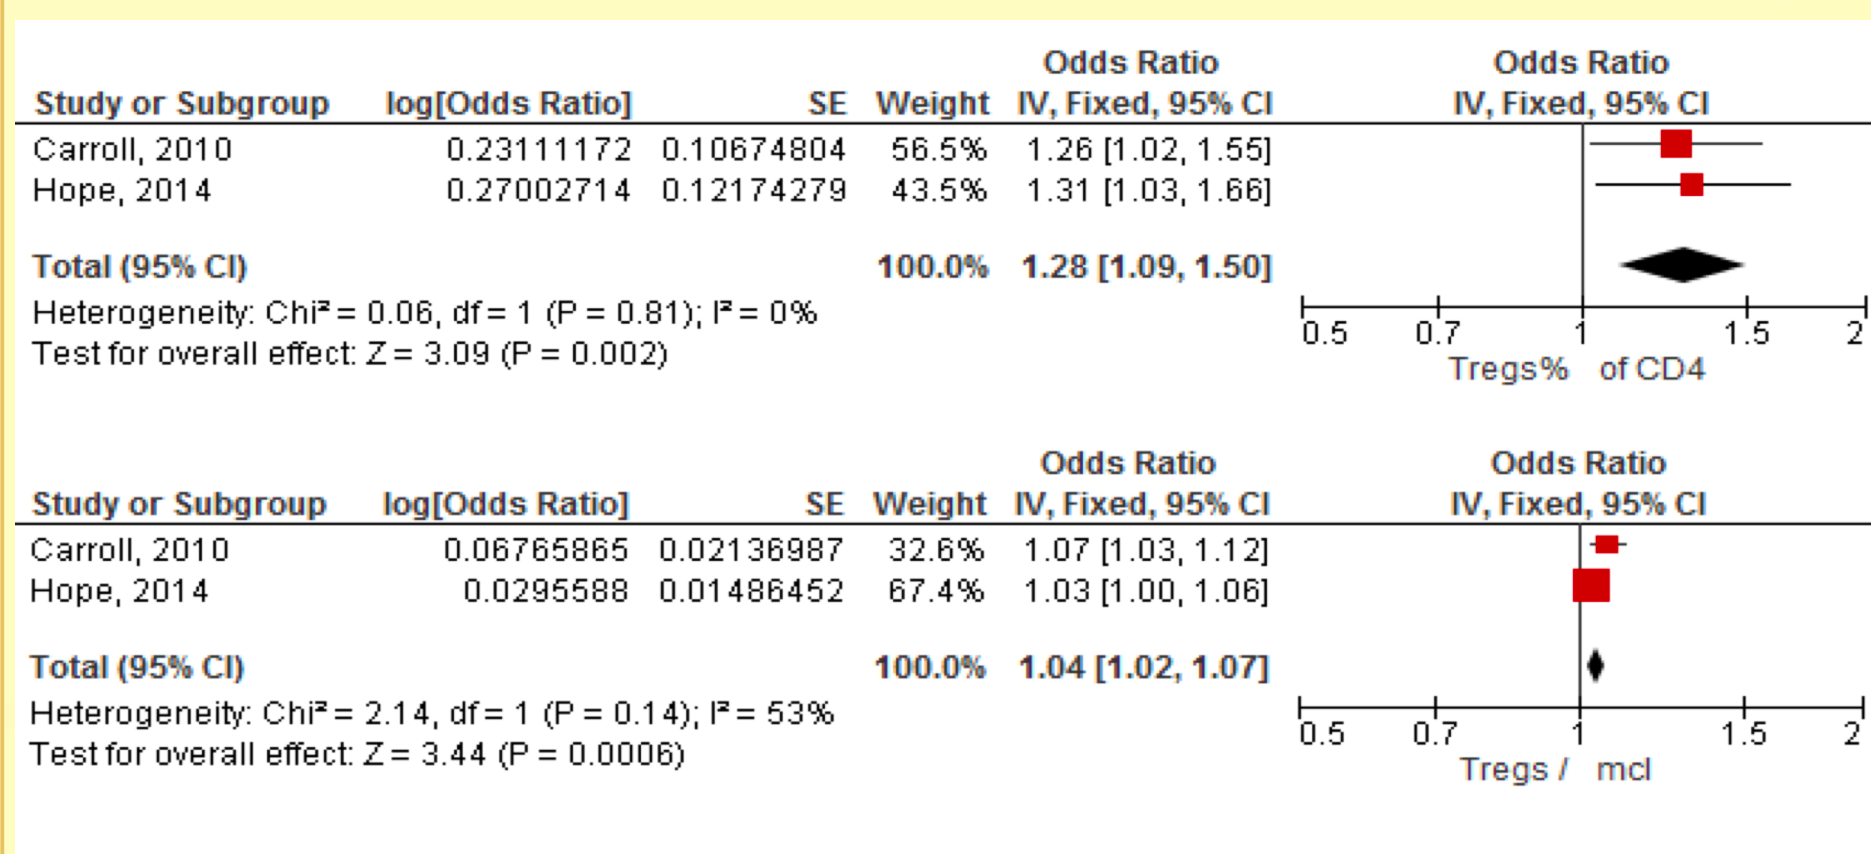 Odds Ratio Odds Ratio
Study or Subgroup log[Odds Ratio] SE Weight IV, Fixed, 95% CI IV, Fixed, 95% CI
Carroll, 2010 0.23111172 0.10674804 56.5% 1.26 [1.02, 1.55]
Hope, 2014 0.27002714 0.12174279 43.5% 1.31 [1.03, 1.66]
Total (95% CI) 100.0% 1.28 [1.09, 1.50]
Heterogeneity: Chi² = 0.06, df = 1 (P = 0.81); I² = 0%
Test for overall effect: Z = 3.09 (P = 0.002)
0.5 0.7 1 1.5 2
Tregs% of CD4
Odds Ratio Odds Ratio
Study or Subgroup log[Odds Ratio] SE Weight IV, Fixed, 95% CI IV, Fixed, 95% CI
Carroll, 2010 0.06765865 0.02136987 32.6% 1.07 [1.03, 1.12]
Hope, 2014 0.0295588 0.01486452 67.4% 1.03 [1.00, 1.06]
Total (95% CI) 100.0% 1.04 [1.02, 1.07]
Heterogeneity: Chi² = 2.14, df = 1 (P = 0.14); I² = 53%
Test for overall effect: Z = 3.44 (P = 0.0006)
0.5 0.7 1 1.5 2
Tregs / mcl